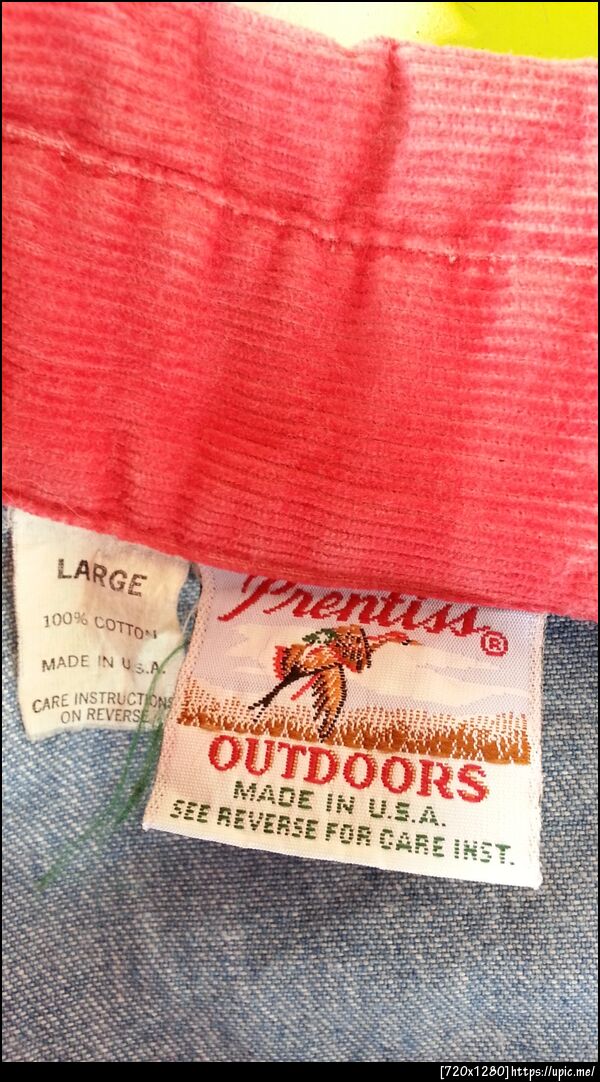 LARGE
100% COTTON
MADE IN U.S.A.
CARE INSTRUCTIONS
ON REVERSE
Prentiss®
OUTDOORS
MADE IN U.S.A.
SEE REVERSE FOR CARE INST.
[720x1280]https://upic.me/